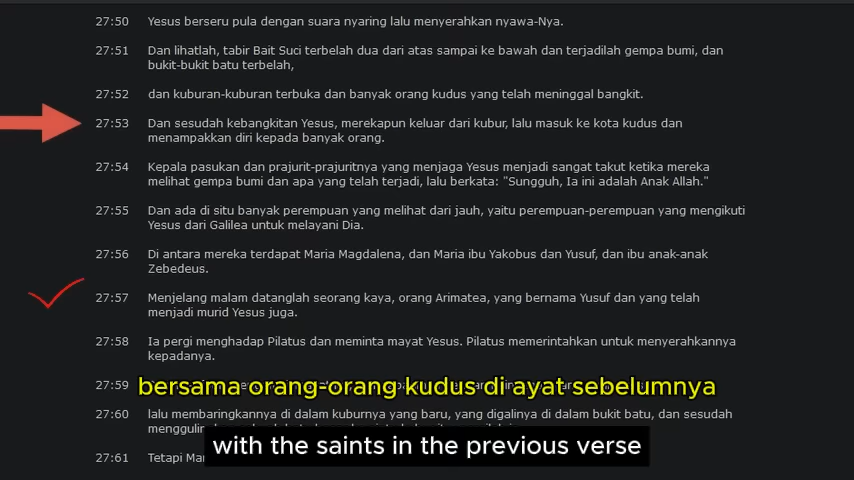 27:50 Yesus berseru pula dengan suara nyaring lalu menyerahkan nyawa-Nya.
27:51 Dan lihatlah, tabir Bait Suci terbelah dua dari atas sampai ke bawah dan terjadilah gempa bumi, dan
bukit-bukit batu terbelah,
27:52 dan kuburan-kuburan terbuka dan banyak orang kudus yang telah meninggal bangkit.
27:53 Dan sesudah kebangkitan Yesus, merekapun keluar dari kubur, lalu masuk ke kota kudus dan
menampakkan diri kepada banyak orang.
27:54 Kepala pasukan dan prajurit-prajuritnya yang menjaga Yesus menjadi sangat takut ketika mereka
melihat gempa bumi dan apa yang telah terjadi, lalu berkata: "Sungguh, Ia ini adalah Anak Allah."
27:55 Dan ada di situ banyak perempuan yang melihat dari jauh, yaitu perempuan-perempuan yang mengikuti
Yesus dari Galilea untuk melayani Dia.
27:56 Di antara mereka terdapat Maria Magdalena, dan Maria ibu Yakobus dan Yusuf, dan ibu anak-anak
Zebedeus.
27:57 Menjelang malam datanglah seorang kaya, orang Arimatea, yang bernama Yusuf dan yang telah
menjadi murid Yesus juga.
27:58 Ia pergi menghadap Pilatus dan meminta mayat Yesus. Pilatus memerintahkan untuk menyerahkannya
kepadanya.
27:59
bersama orang-orang kudus di ayat sebelumnya
27:60 lalu membaringkannya di dalam kuburnya yang baru, yang digalinya di dalam bukit batu, dan sesudah
with the saints in the previous verse
27:61 Tetapi